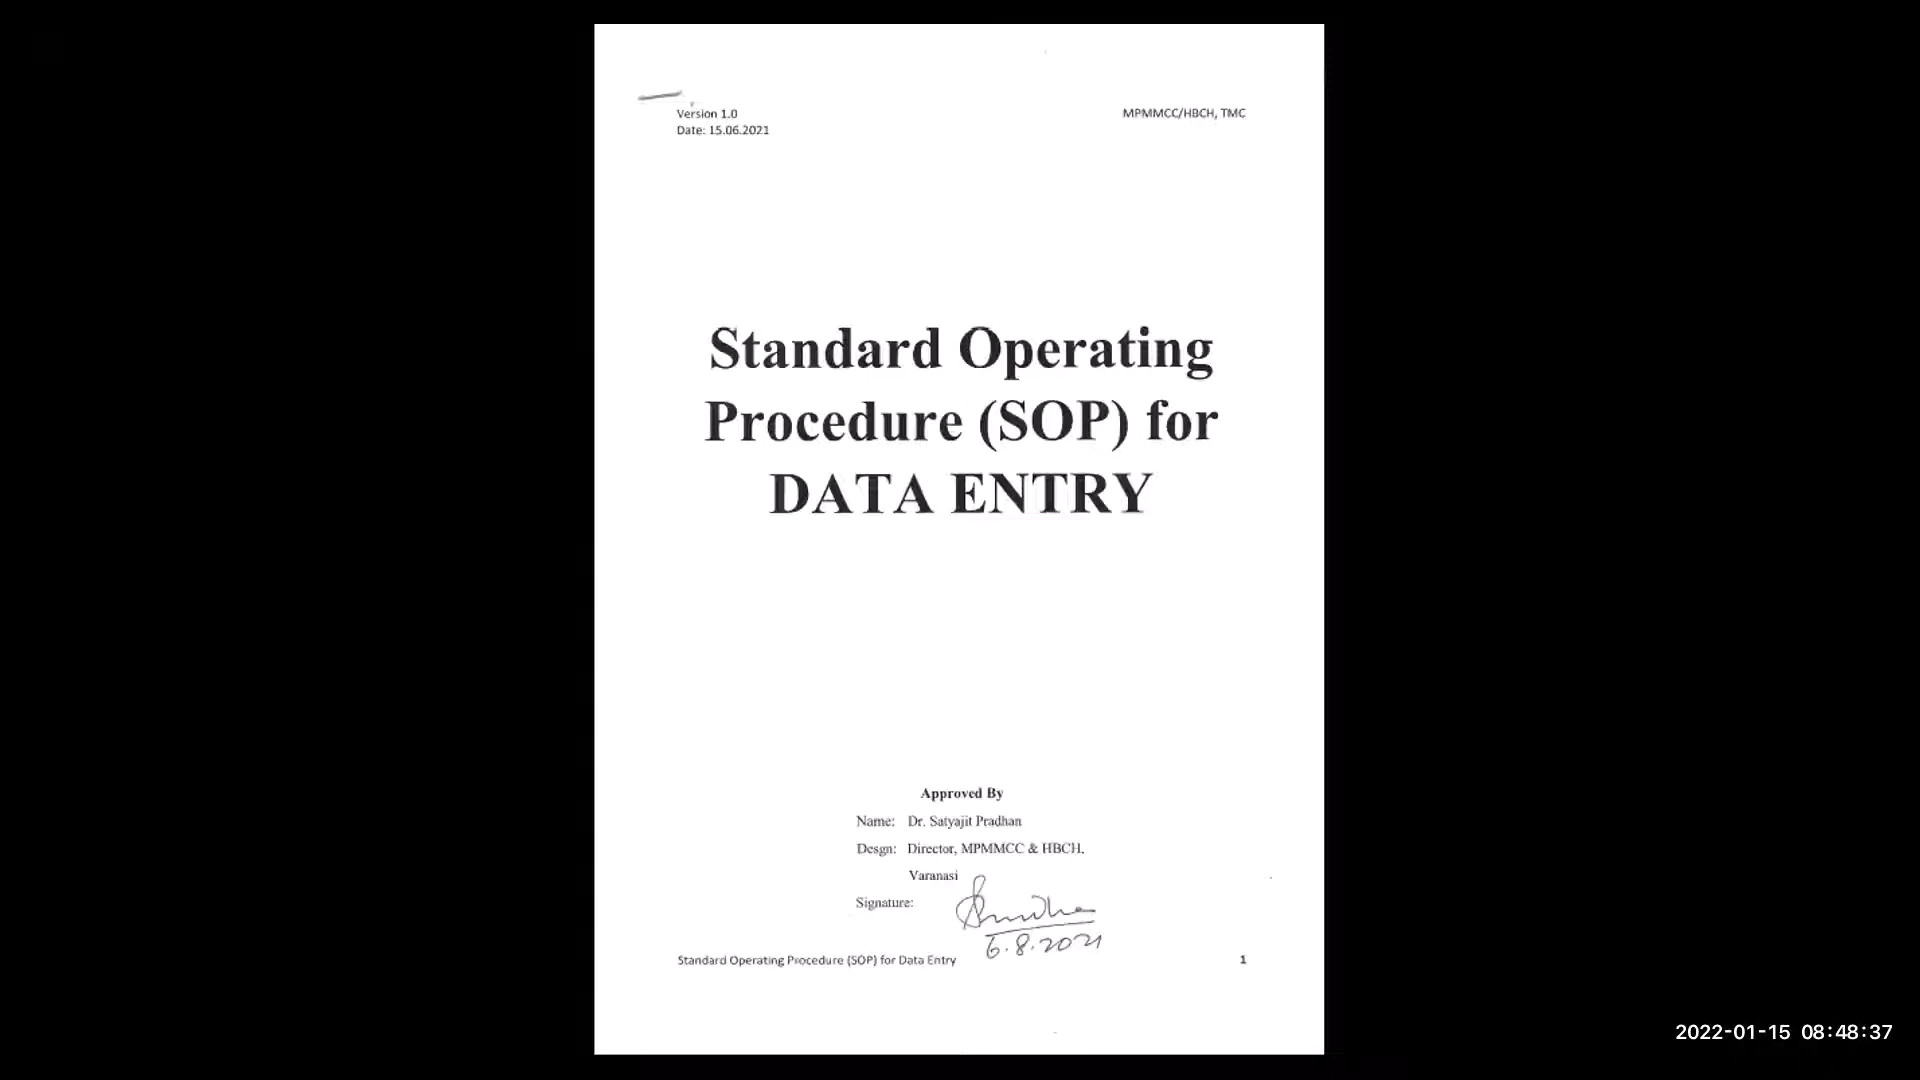 Version 1.0
MPMMCC/HBCH, TMC
Date: 15.06.2021
Standard Operating
Procedure (SOP) for
DATA ENTRY
Approved By
Name: Dr. Satyajit Pradhan
Desgn: Director, MPMMCC & HBCH.
Varanasi
Signature:
6.8.2021
Standard Operating Procedure (SOP) for Data Entry 1
2022-01-15 08:48:37